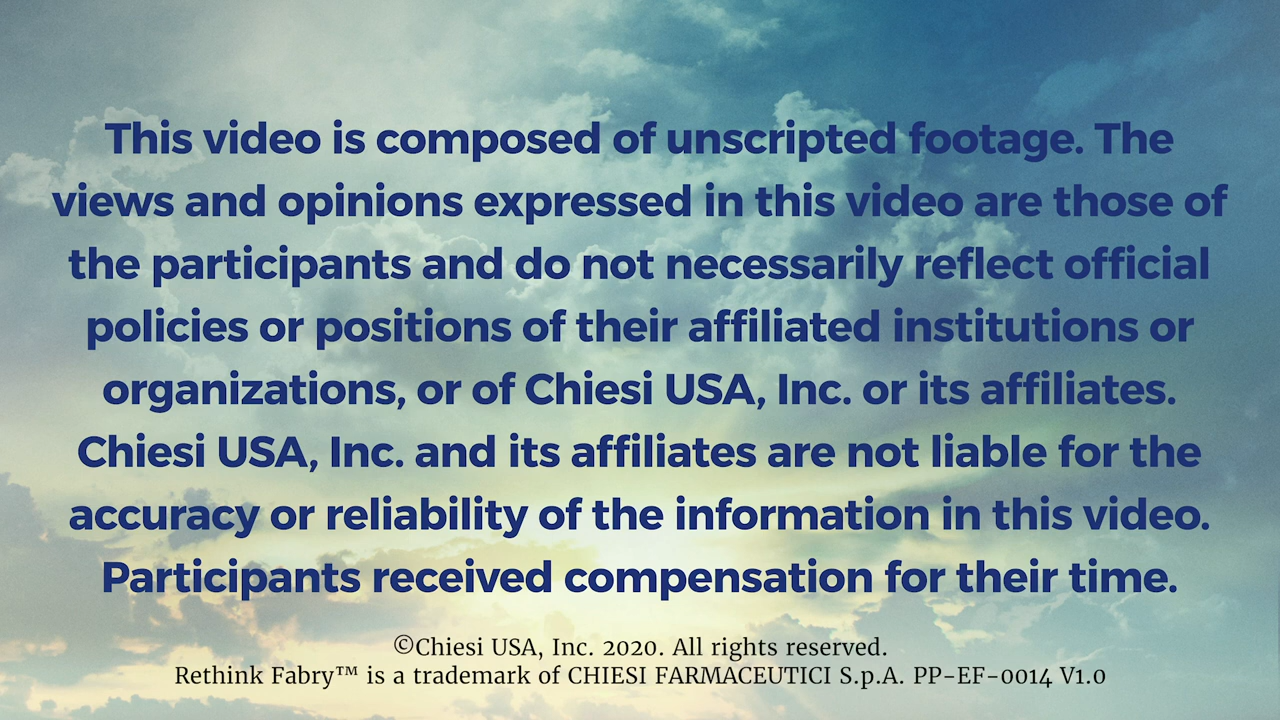 This video is composed of unscripted footage. The
views and opinions expressed in this video are those of
the participants and do not necessarily reflect official
policies or positions of their affiliated institutions or
organizations, or of Chiesi USA, Inc. or its affiliates.
Chiesi USA, Inc. and its affiliates are not liable for the
accuracy or reliability of the information in this video.
Participants received compensation for their time.
©Chiesi USA, Inc. 2020. All rights reserved.
Rethink Fabry™ is a trademark of CHIESI FARMACEUTICI S.p.A. PP-EF-0014 V1.0